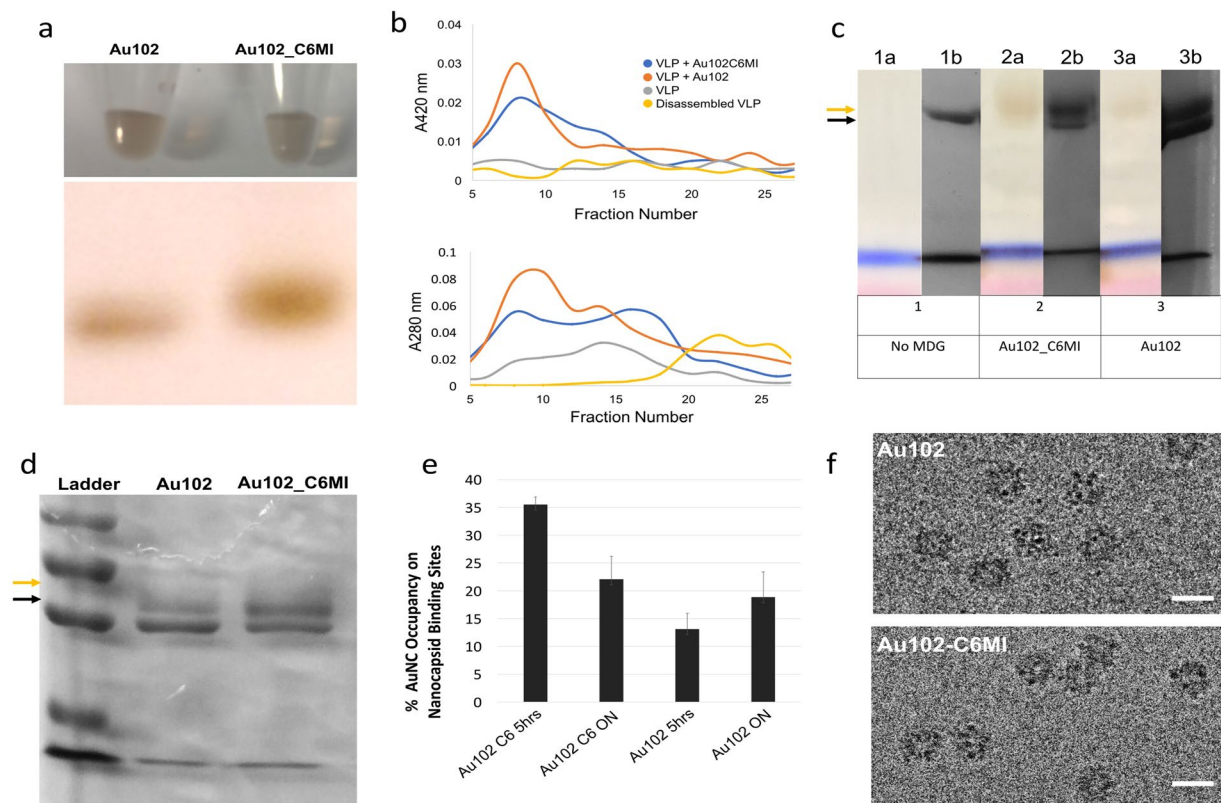 a
Au102 Au102_C6MI
b
0.04
0.03
0.02
0.01
0
A420 nm
5 10 15 20 25
Fraction Number
VLP + Au102C6MI
VLP + Au102
VLP
Disassembled VLP
0.1
0.08
0.06
0.04
0.02
0
A280 nm
5 10 15 20 25
Fraction Number
c
1a 1b 2a 2b 3a 3b
1 2 3
No MDG Au102_C6MI Au102
d
Ladder Au102 Au102_C6MI
e
% AuNC Occupancy on
Nanocapsid Binding Sites
40
35
30
25
20
15
10
5
0
Au102 C6 5hrs
Au102 C6 ON
Au102 5hrs
Au102 ON
f
Au102
Au102-C6MI